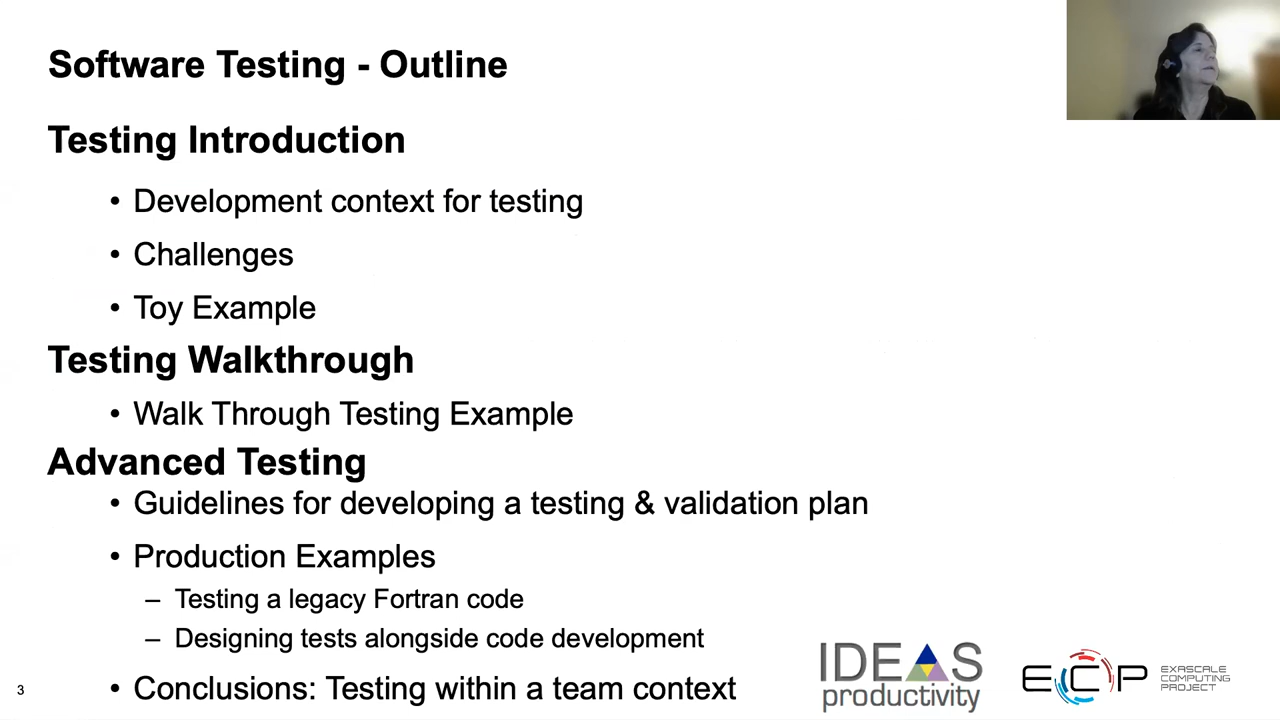 Software Testing - Outline
Testing Introduction
• Development context for testing
• Challenges
• Toy Example
Testing Walkthrough
• Walk Through Testing Example
Advanced Testing
• Guidelines for developing a testing & validation plan
• Production Examples
– Testing a legacy Fortran code
– Designing tests alongside code development
• Conclusions: Testing within a team context
3
IDEAS
productivity
ECP
EXASCALE
COMPUTING
PROJECT